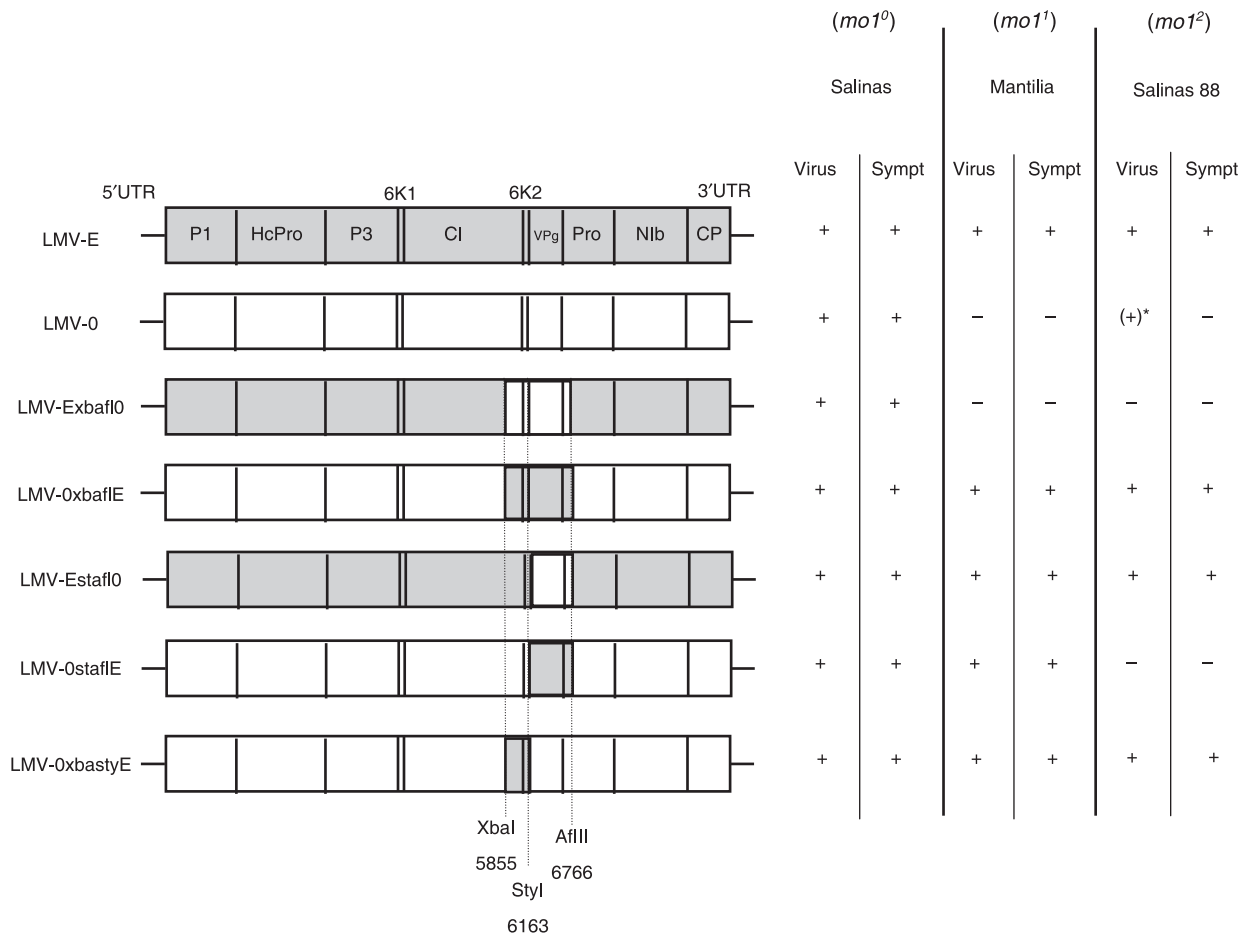 (mo1⁰) (mo1¹) (mo1²)
Salinas Mantilia Salinas 88
Virus Sympt Virus Sympt Virus Sympt
5′UTR 6K1 6K2 3′UTR
LMV-E P1 HcPro P3 CI VPg Pro NIb CP + + + + + +
LMV-0 + + – – (+)* –
LMV-Exbafl0 + + – – – –
LMV-0xbaflE + + + + + +
LMV-Estafl0 + + + + + +
LMV-0staflE + + + + – –
LMV-0xbastyE + + + + + +
XbaI AflII
5855 6766
StyI
6163